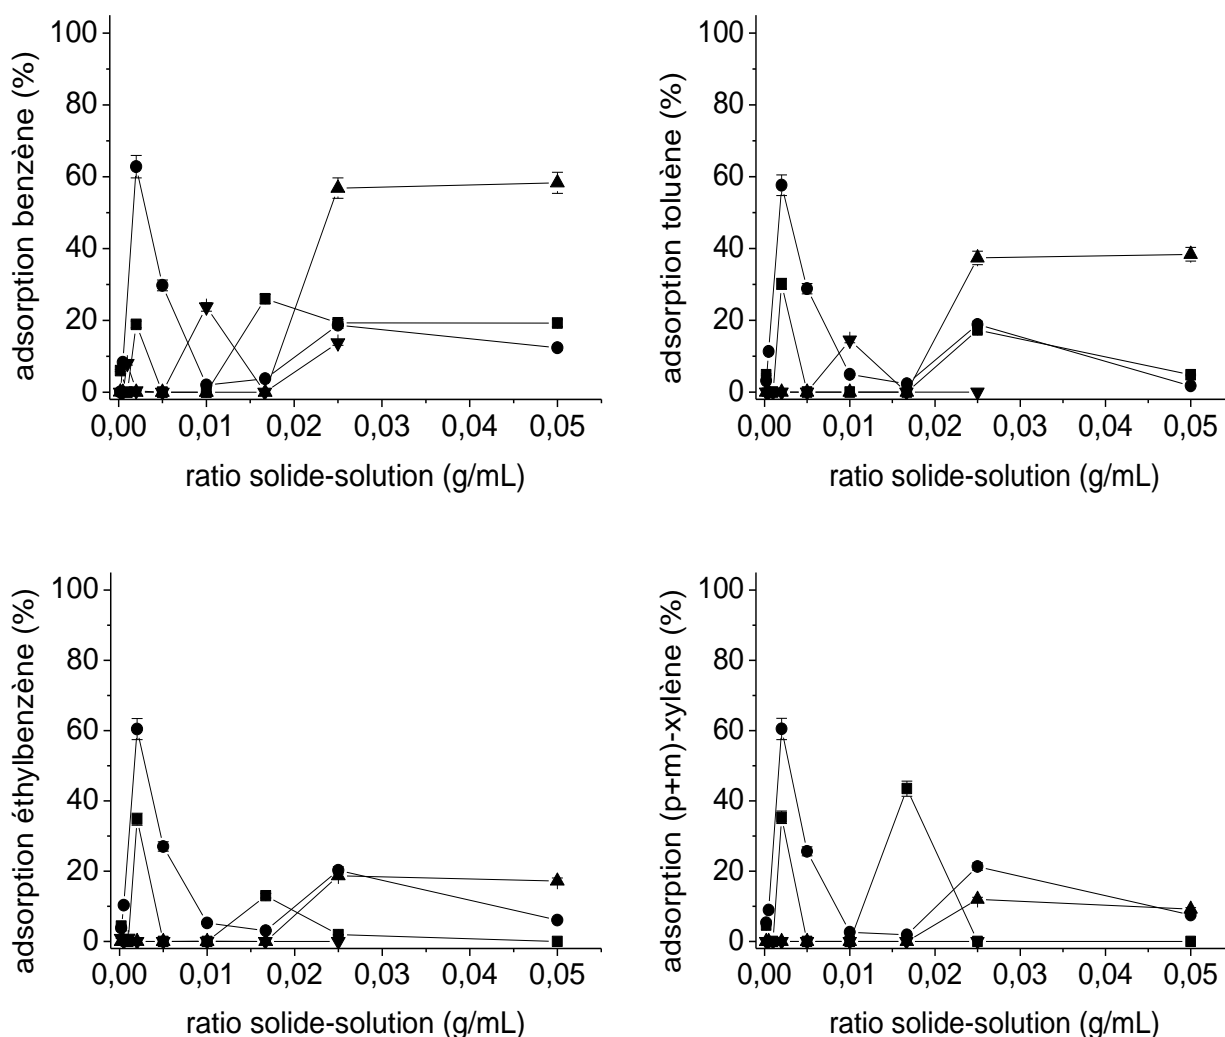 adsorption benzène (%)
100
80
60
40
20
0
0,00 0,01 0,02 0,03 0,04 0,05
ratio solide-solution (g/mL)
adsorption toluène (%)
100
80
60
40
20
0
0,00 0,01 0,02 0,03 0,04 0,05
ratio solide-solution (g/mL)
adsorption éthylbenzène (%)
100
80
60
40
20
0
0,00 0,01 0,02 0,03 0,04 0,05
ratio solide-solution (g/mL)
adsorption (p+m)-xylène (%)
100
80
60
40
20
0
0,00 0,01 0,02 0,03 0,04 0,05
ratio solide-solution (g/mL)